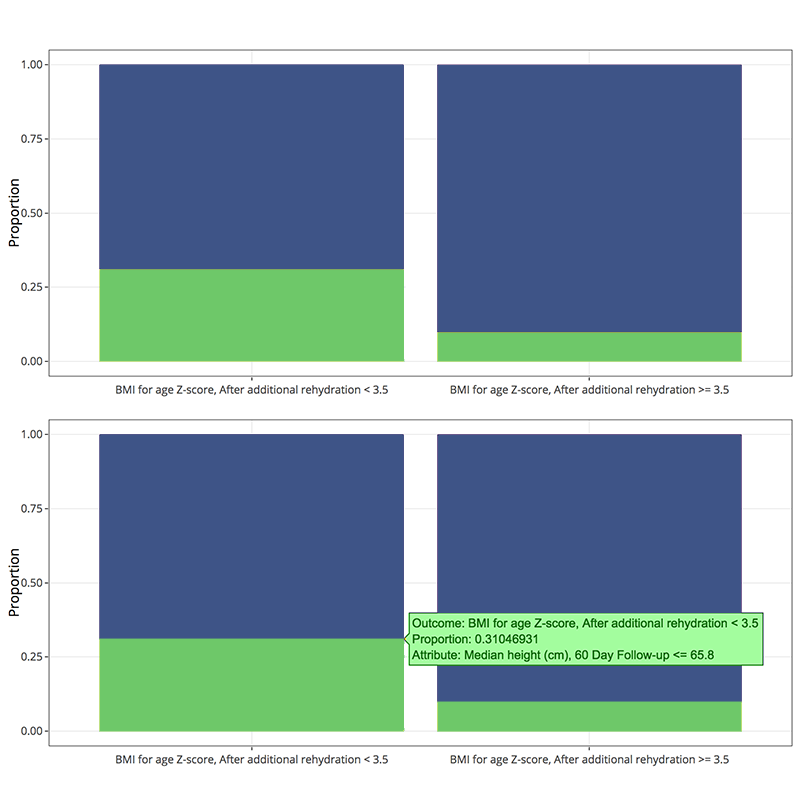 1.00
0.75
0.50
0.25
0.00
Proportion
BMI for age Z-score, After additional rehydration < 3.5
BMI for age Z-score, After additional rehydration >= 3.5
1.00
0.75
0.50
0.25
0.00
Proportion
Outcome: BMI for age Z-score, After additional rehydration < 3.5
Proportion: 0.31046931
Attribute: Median height (cm), 60 Day Follow-up <= 65.8
BMI for age Z-score, After additional rehydration < 3.5
BMI for age Z-score, After additional rehydration >= 3.5